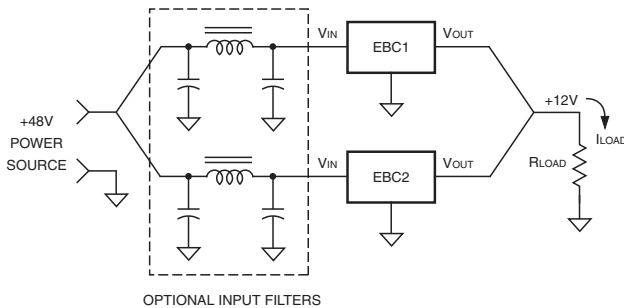 VIN
EBC1
VOUT
+48V
POWER
SOURCE
+12V
ILOAD
RLOAD
VIN
EBC2
VOUT
OPTIONAL INPUT FILTERS